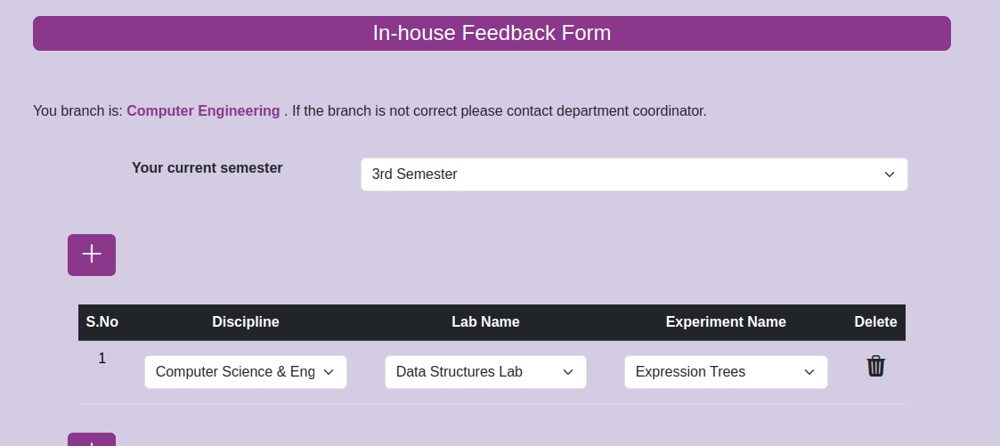 In-house Feedback Form
You branch is: Computer Engineering . If the branch is not correct please contact department coordinator.
Your current semester
3rd Semester
S.No Discipline Lab Name Experiment Name Delete
1 Computer Science & Eng Data Structures Lab Expression Trees